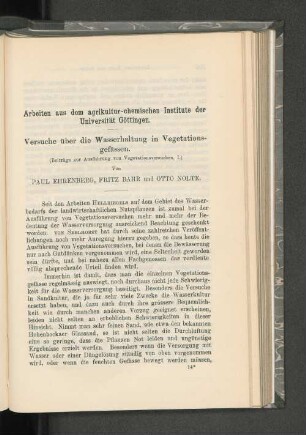 Arbeiten aus dem agrikultur-chemischen Institute der
Universität Göttingen.
Versuche über die Wasserhaltung in Vegetations-
gefässen.
(Beiträge zur Ausführung von Vegetationsversuchen, I.)
Von
PAUL EHRENBERG, FRITZ BAHR und OTTO NOLTE.
Seit den Arbeiten HELLRIEGELS auf dem Gebiet des Wasser-
bedarfs der landwirtschaftlichen Nutzpflanzen ist genau bei der
Ausführung von Vegetationsversuchen mehr und mehr der Be-
deutung der Wasserversorgung ausreichend Beachtung geschenkt
worden. Als von SEELHORST bei durch seine zahlreichen Veröffent-
lichungen noch mehr Anregung hierzu gegeben, so dass heute die
Ausführung von Vegetationsversuchen, bei denen die Bewässerung
nur nach Gutdünken vorgenommen wird, eine Seltenheit geworden
sein dürfte, und bei nahezu allen Fachgenossen das verdiente
absprechende Urteil finden wird.
Immerhin ist durch, dass man die einzelnen Vegetations-
gefässe regelmässig auswiegt, noch durchaus nicht jede Schwierig-
keit für die Wasserversorgung beseitigt. Besonders die Versuche
in Sandkultur, die ja für sehr viele Zwecke die Wasserkultur
ersetzt haben, und dann auch durch ihre grössere Bequemlich-
keit wie durch manchen anderen Vorzug geeignet erscheinen,
bieten nicht selten an erheblichen Schwierigkeiten in dieser
Hinsicht. Nimmt man sehr feinen Sand, wie etwa den bekannten
Hohenbockaer Glassand, so ist nicht selten die Durchlüftung
eine so geringe, dass die Pflanzen Not leiden und ungünstige
Ergebnisse erzielt werden. Besonders wenn die Versorgung mit
Wasser oder einer Düngelösung ständig von oben vorgenommen
wird, oder wenn die feuchten Gefässe bewegt werden müssen,
14*